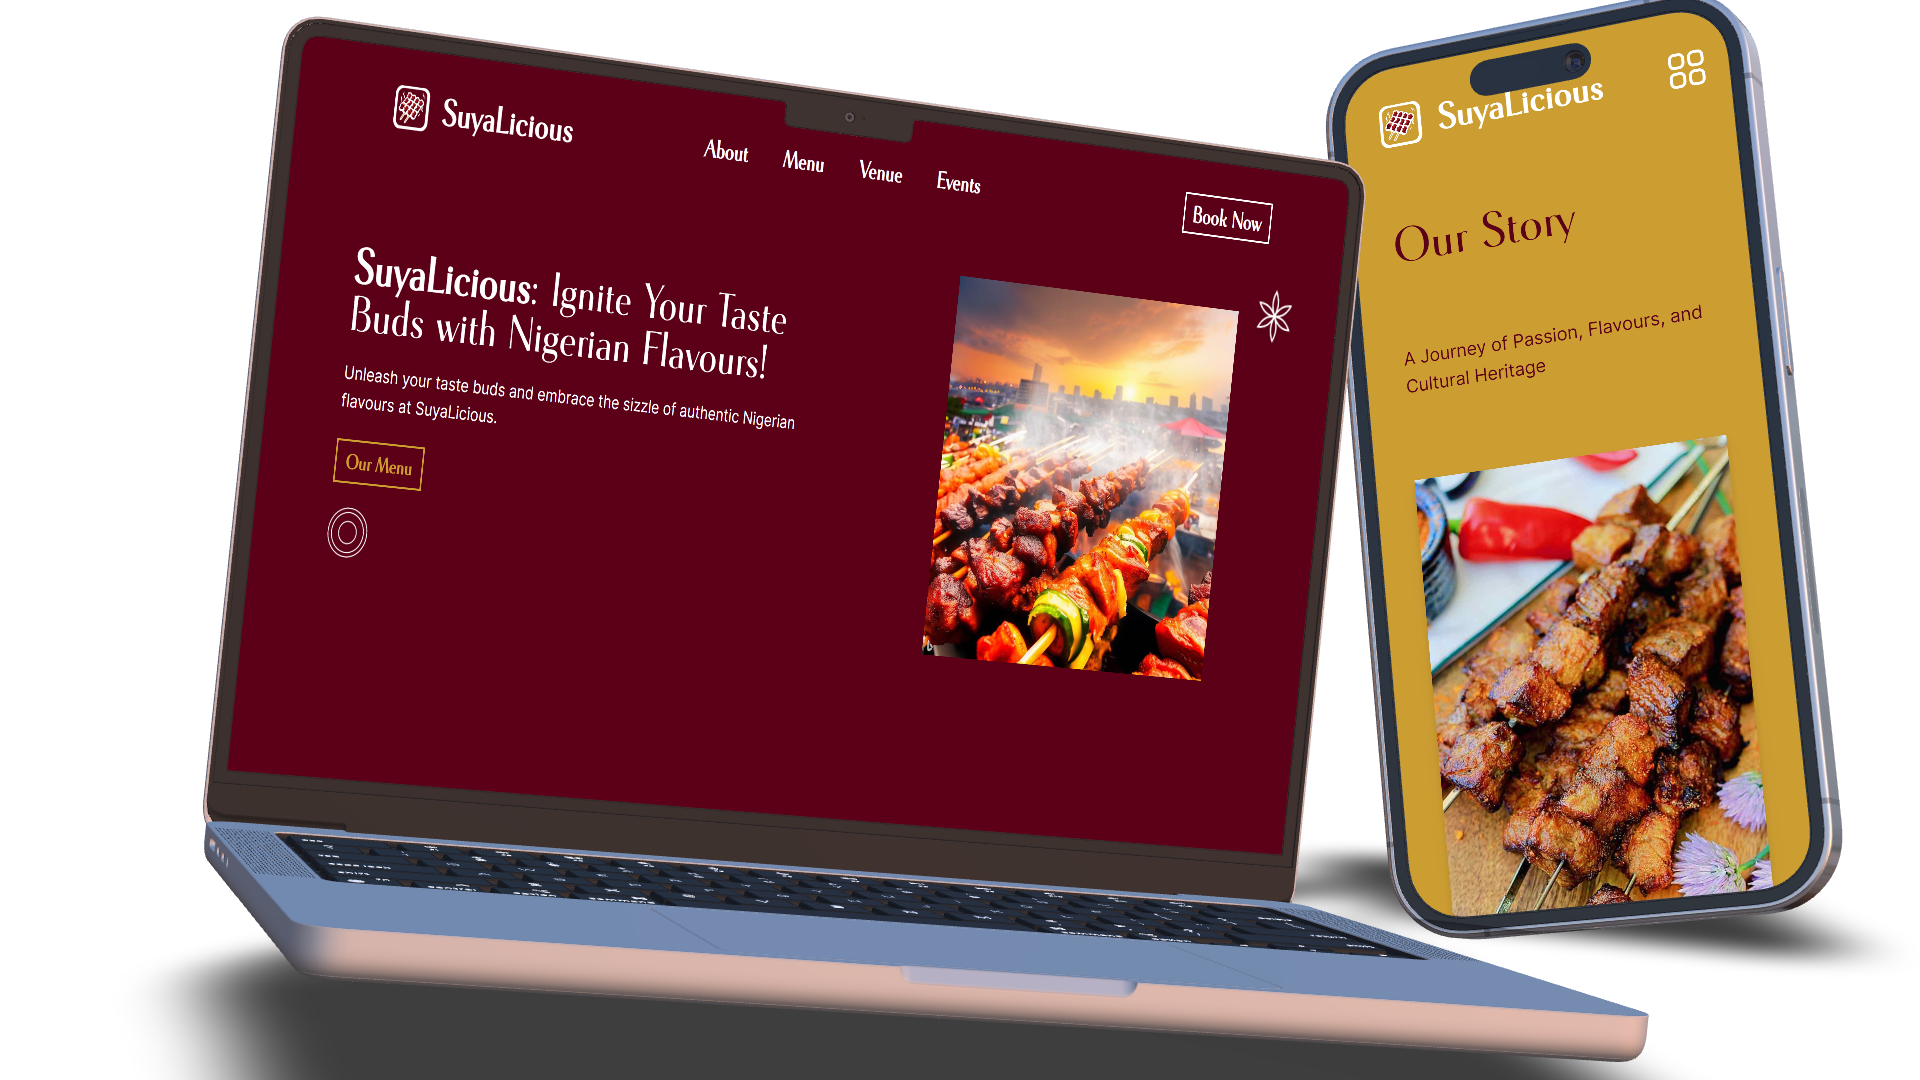 SuyaLicious
About
Menu
Venue
Events
Book Now
SuyaLicious: Ignite Your Taste
Buds with Nigerian Flavours!
Unleash your taste buds and embrace the sizzle of authentic Nigerian
flavours at SuyaLicious.
Our Menu
SuyaLicious
Our Story
A Journey of Passion, Flavours, and
Cultural Heritage